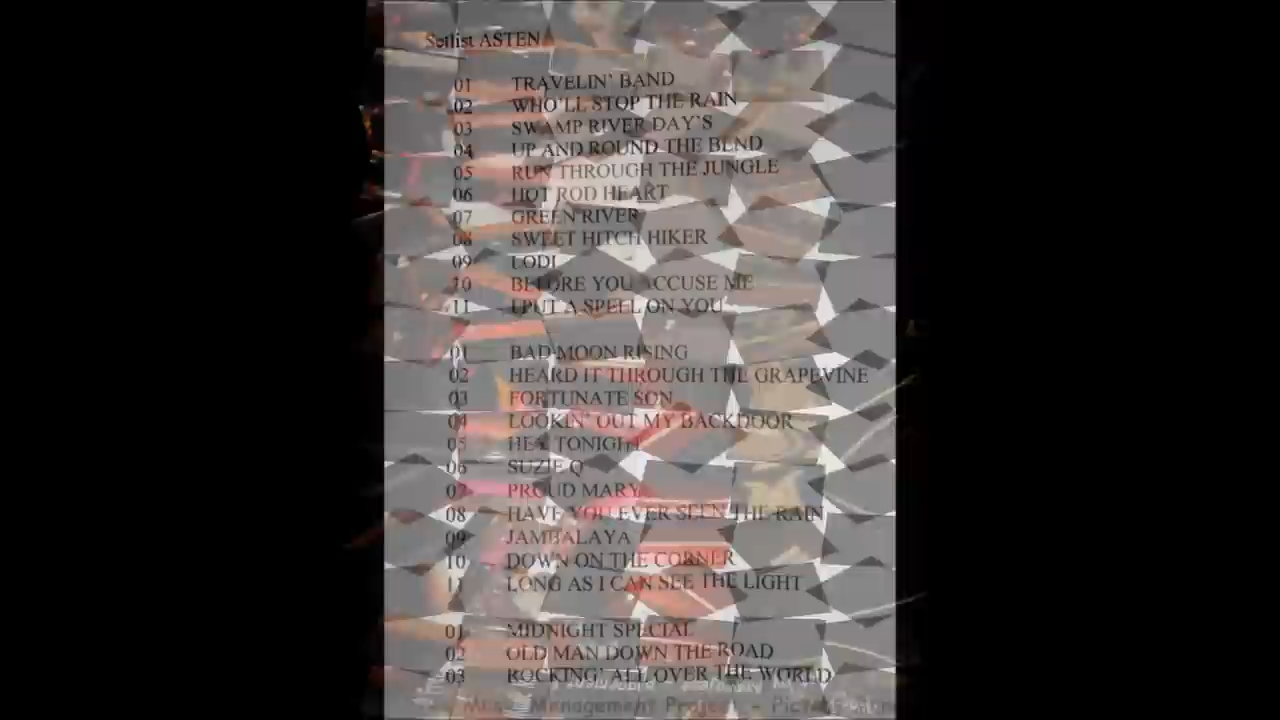 Setlist ASTEN
01 TRAVELIN' BAND
02 WHO'LL STOP THE RAIN
03 SWAMP RIVER DAY'S
04 UP AND ROUND THE BEND
05 RUN THROUGH THE JUNGLE
06 HOT ROD HEART
07 GREEN RIVER
08 SWEET HITCH HIKER
09 LODI
10 BEFORE YOU ACCUSE ME
11 I PUT A SPELL ON YOU
01 BAD MOON RISING
02 HEARD IT THROUGH THE GRAPEVINE
03 FORTUNATE SON
04 LOOKIN' OUT MY BACKDOOR
05 HEY TONIGHT
06 SUZIE Q
07 PROUD MARY
08 HAVE YOU EVER SEEN THE RAIN
09 JAMBALAYA
10 DOWN ON THE CORNER
11 LONG AS I CAN SEE THE LIGHT
01 MIDNIGHT SPECIAL
02 OLD MAN DOWN THE ROAD
03 ROCKING' ALL OVER THE WORLD
Management Project -